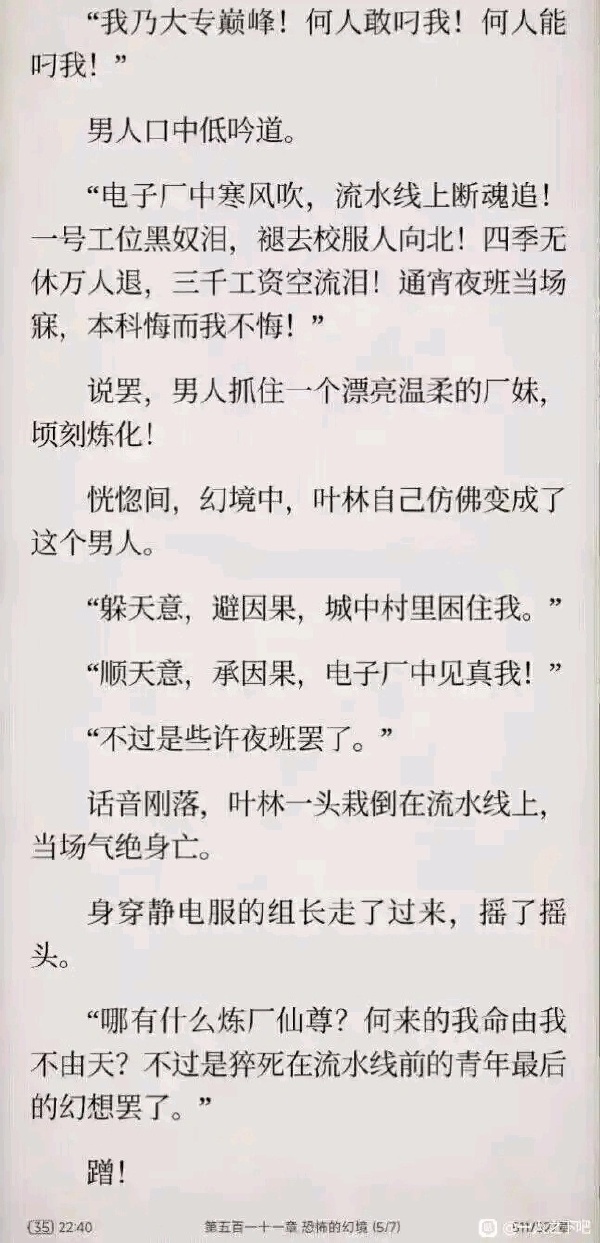 “我乃大专巅峰！何人敢叼我！何人能
叼我！”
男人口中低吟道。
“电子厂中寒风吹，流水线上断魂追！
一号工位黑奴泪，褪去校服人向北！四季无
休万人退，三千工资空流泪！通宵夜班当场
寐，本科悔而我不悔！”
说罢，男人抓住一个漂亮温柔的厂妹，
顷刻炼化！
恍惚间，幻境中，叶林自己仿佛变成了
这个男人。
“躲天意，避因果，城中村里困住我。”
“顺天意，承因果，电子厂中见真我！”
“不过是些许夜班罢了。”
话音刚落，叶林一头栽倒在流水线上，
当场气绝身亡。
身穿静电服的组长走了过来，摇了摇
头。
“哪有什么炼厂仙尊？何来的我命由我
不由天？不过是猝死在流水线前的青年最后
的幻想罢了。”
蹭！
35 22:40
第五百一十一章 恐怖的幻境 (5/7)